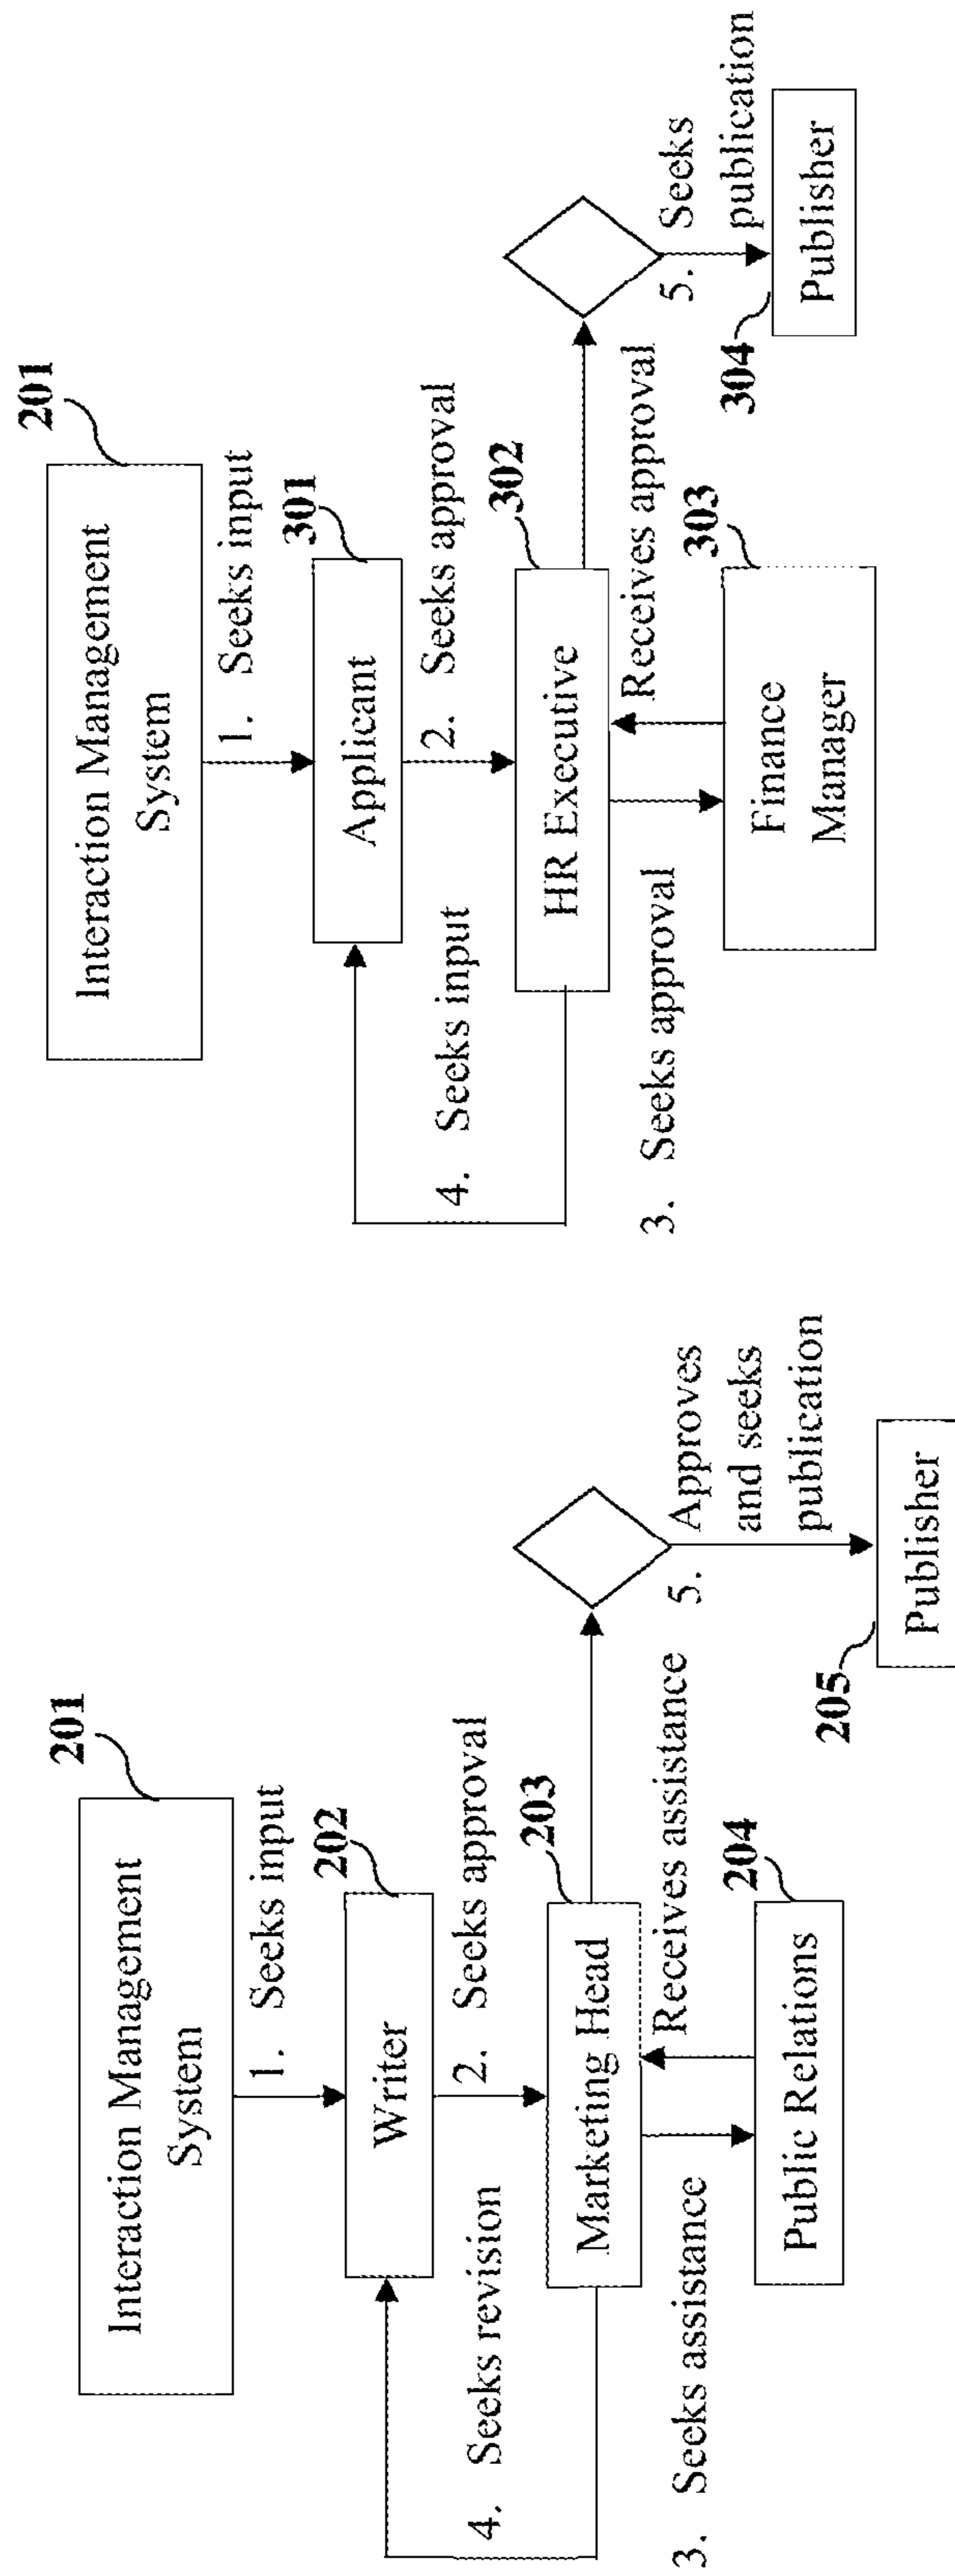 201
Interaction Management
System
1. Seeks input
202
Writer
2. Seeks approval
4. Seeks revision
203
Marketing Head
3. Seeks assistance
Receives assistance
204
Public Relations
5. Approves
and seeks
publication
205
Publisher
201
Interaction Management
System
1. Seeks input
301
Applicant
2. Seeks approval
4. Seeks input
302
HR Executive
3. Seeks approval
Receives approval
303
Finance
Manager
5. Seeks
publication
304
Publisher